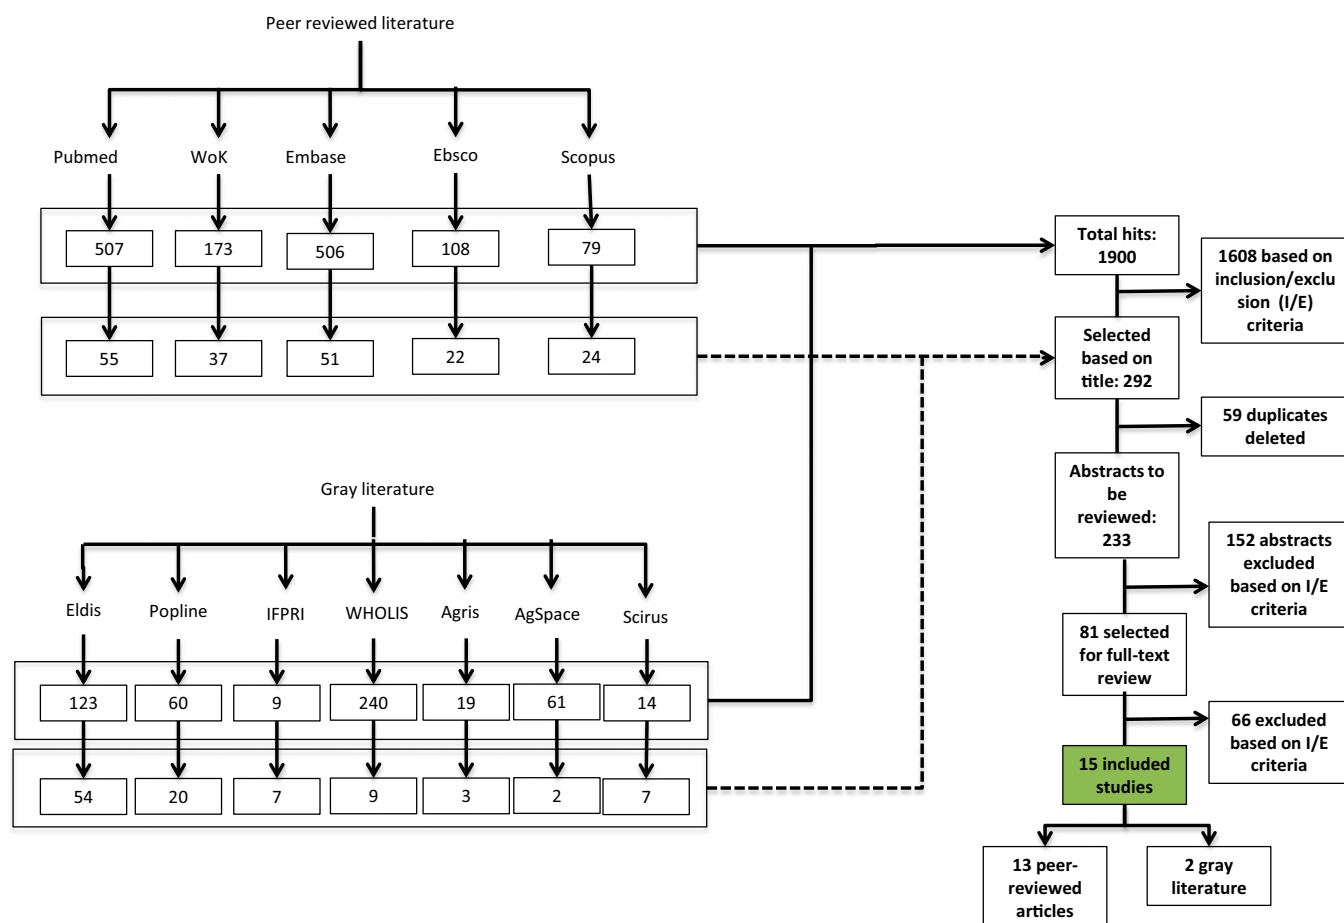 Peer reviewed literature
Pubmed
WoK
Embase
Ebsco
Scopus
507
173
506
108
79
55
37
51
22
24
Gray literature
Eldis
Popline
IFPRI
WHOLIS
Agris
AgSpace
Scirus
123
60
9
240
19
61
14
54
20
7
9
3
2
7
Total hits:
1900
1608 based on
inclusion/exclu
sion (I/E)
criteria
Selected
based on
title: 292
59 duplicates
deleted
Abstracts to
be
reviewed:
233
152 abstracts
excluded
based on I/E
criteria
81 selected
for full-text
review
66 excluded
based on I/E
criteria
15 included
studies
13 peer-
reviewed
articles
2 gray
literature